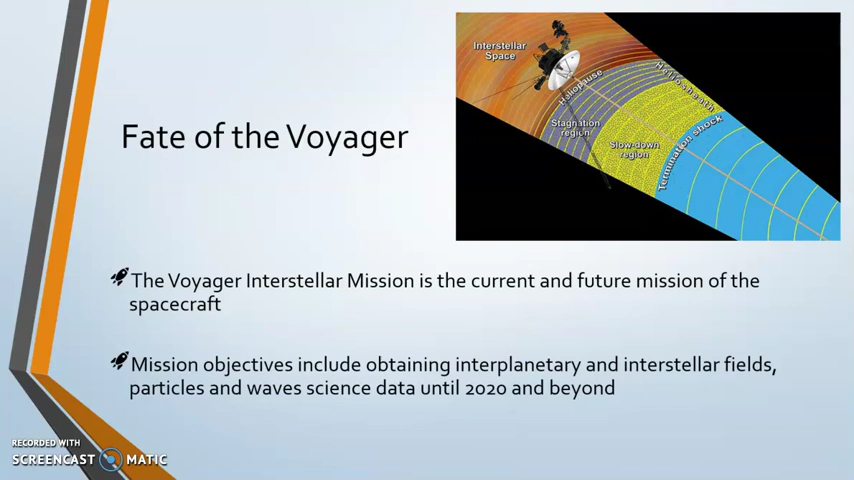 Fate of the Voyager
Interstellar
Space
Heliopause
Heliosheath
Stagnation
region
Slow-down
region
Termination shock
The Voyager Interstellar Mission is the current and future mission of the
spacecraft
Mission objectives include obtaining interplanetary and interstellar fields,
particles and waves science data until 2020 and beyond
RECORDED WITH
SCREENCAST MATIC